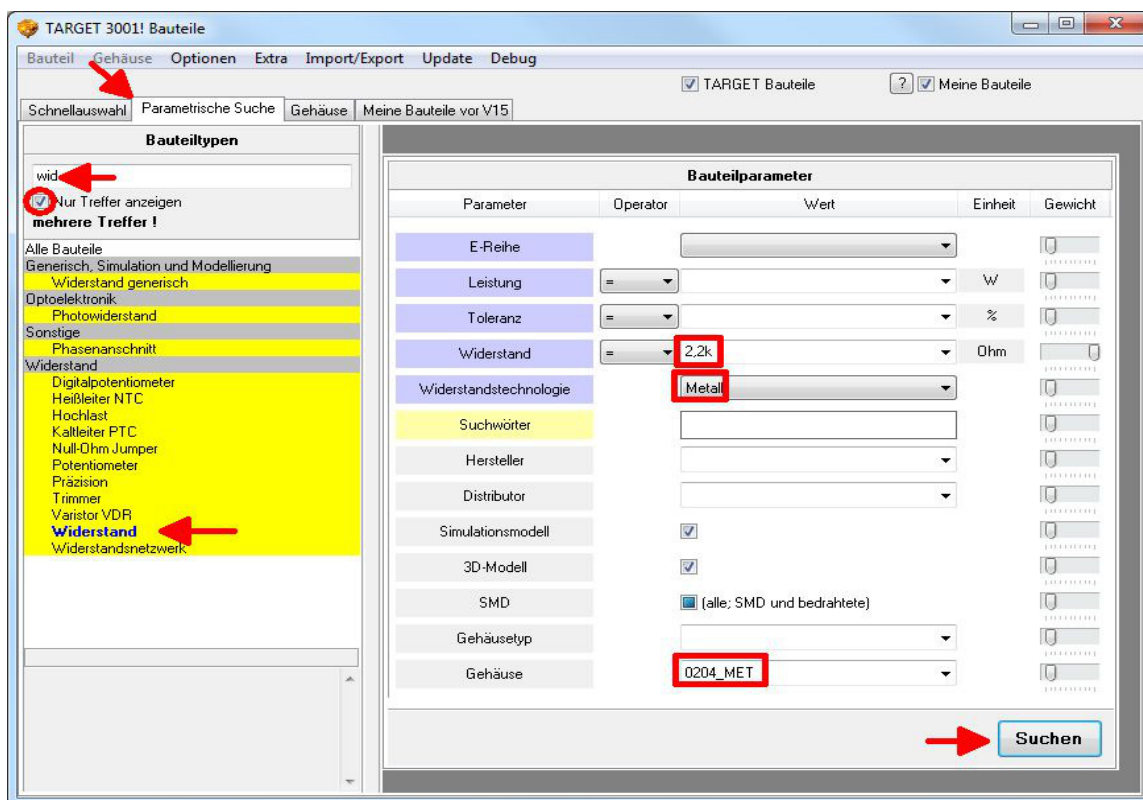 TARGET 3001! Bauteile
Bauteil Gehäuse Optionen Extra Import/Export Update Debug
TARGET Bauteile ? Meine Bauteile
Schnellauswahl Parametrische Suche Gehäuse Meine Bauteile vor V15
Bauteiltypen
wid
Nur Treffer anzeigen
mehrere Treffer !
Alle Bauteile
Generisch, Simulation und Modellierung
Widerstand generisch
Optoelektronik
Photowiderstand
Sonstige
Phasenanschnitt
Widerstand
Digitalpotentiometer
Heißleiter NTC
Hochlast
Kaltleiter PTC
Null-Ohm Jumper
Potentiometer
Präzision
Trimmer
Varistor VDR
Widerstand
Widerstandsnetzwerk
Bauteilparameter
Parameter Operator Wert Einheit Gewicht
E-Reihe
Leistung = W
Toleranz = %
Widerstand = 2,2k Ohm
Widerstandstechnologie Metall
Suchwörter
Hersteller
Distributor
Simulationsmodell
3D-Modell
SMD (alle; SMD und bedrahtete)
Gehäusetyp
Gehäuse 0204_MET
Suchen